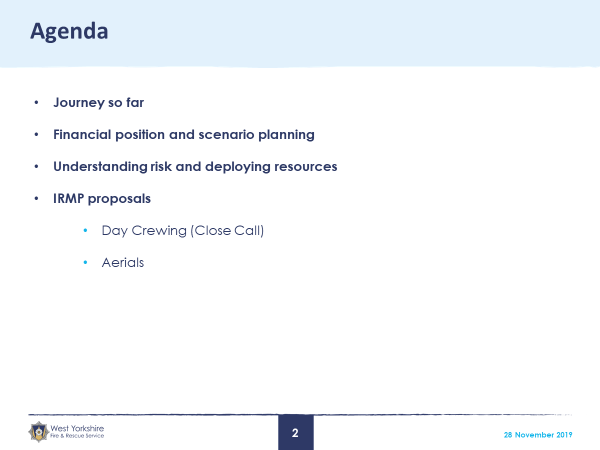 Agenda
• Journey so far
• Financial position and scenario planning
• Understanding risk and deploying resources
• IRMP proposals
• Day Crewing (Close Call)
• Aerials
West Yorkshire
Fire & Rescue Service
2
28 November 2019